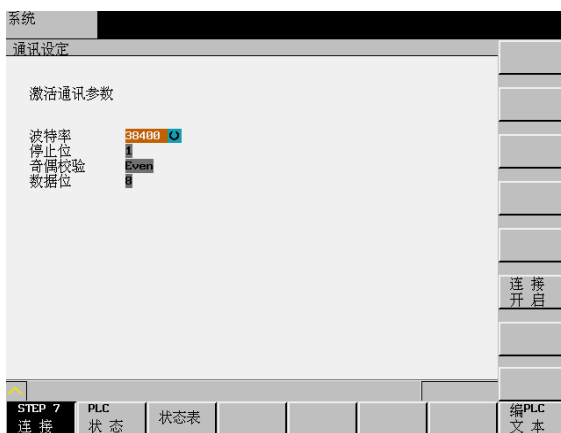 系统
通讯设定
激活通讯参数
波特率 38400
停止位 1
奇偶校验 Even
数据位 8
连接
开启
STEP 7
连接
PLC
状态
状态表
编PLC
文本